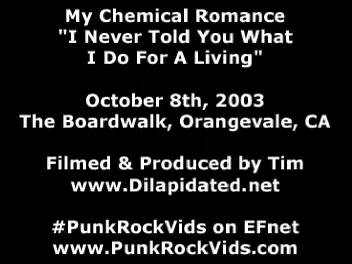 My Chemical Romance
"I Never Told You What
I Do For A Living"
October 8th, 2003
The Boardwalk, Orangevale, CA
Filmed & Produced by Tim
www.Dilapidated.net
#PunkRockVids on EFnet
www.PunkRockVids.com